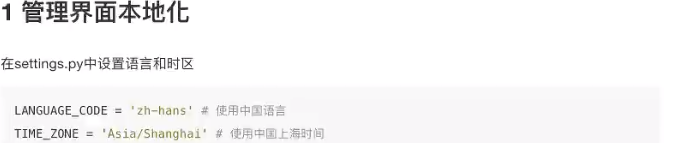 1 管理界面本地化
在settings.py中设置语言和时区
LANGUAGE_CODE = 'zh-hans' # 使用中国语言
TIME_ZONE = 'Asia/Shanghai' # 使用中国上海时间